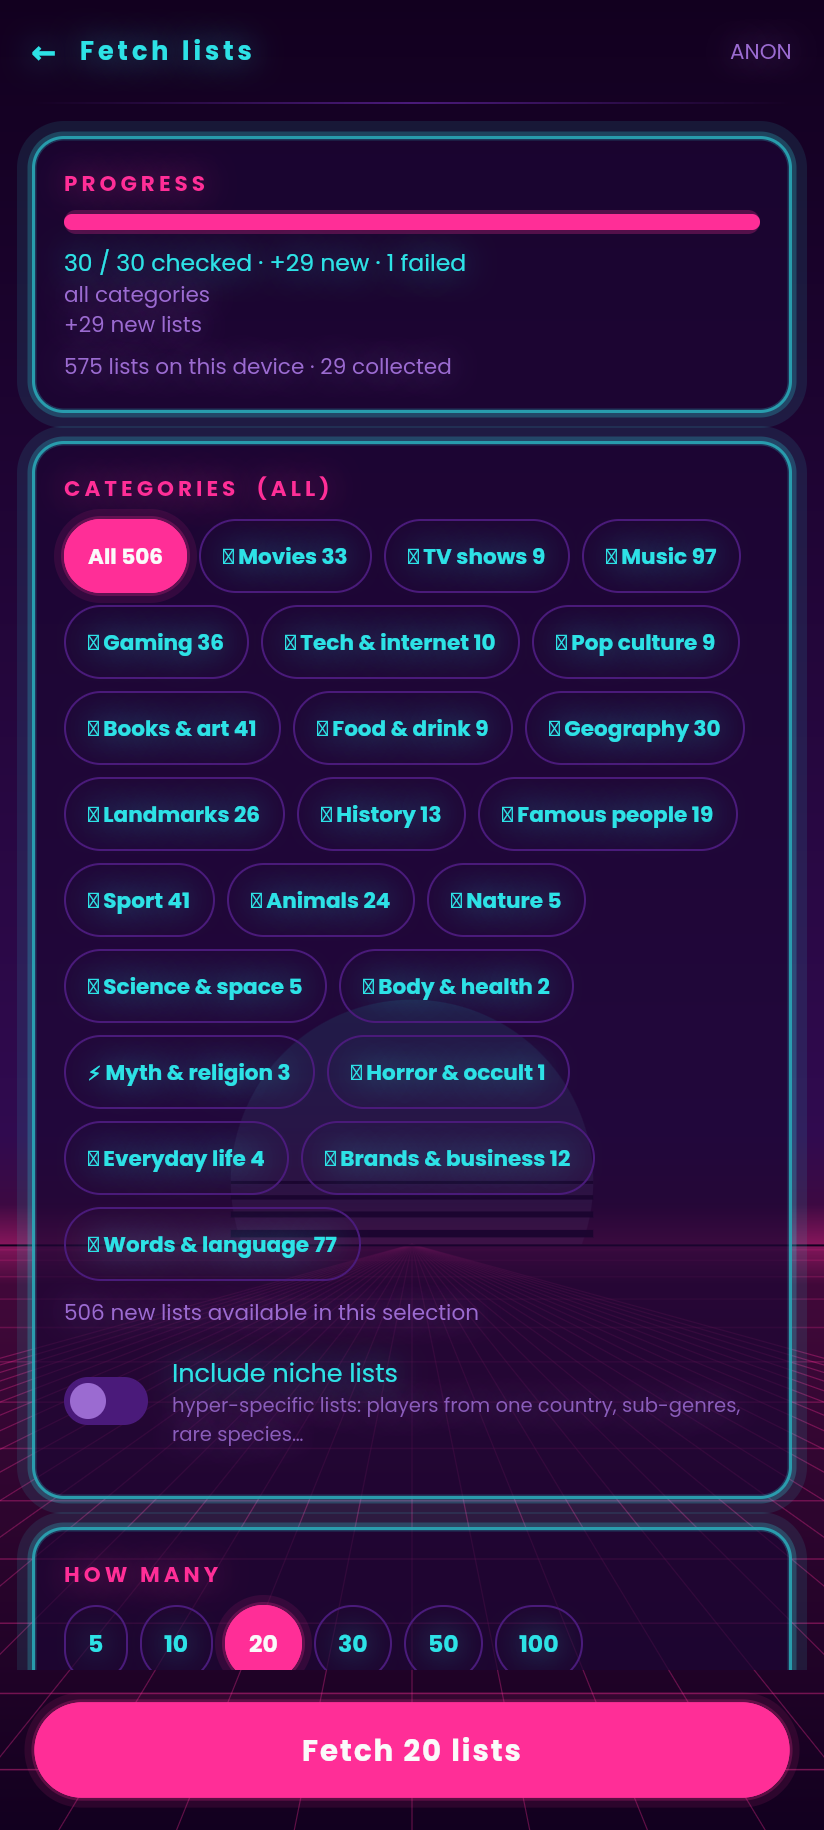 ← Fetch lists
ANON
PROGRESS
30 / 30 checked · +29 new · 1 failed
all categories
+29 new lists
575 lists on this device · 29 collected
CATEGORIES (ALL)
All 506
Movies 33
TV shows 9
Music 97
Gaming 36
Tech & internet 10
Pop culture 9
Books & art 41
Food & drink 9
Geography 30
Landmarks 26
History 13
Famous people 19
Sport 41
Animals 24
Nature 5
Science & space 5
Body & health 2
⚡ Myth & religion 3
Horror & occult 1
Everyday life 4
Brands & business 12
Words & language 77
506 new lists available in this selection
Include niche lists
hyper-specific lists: players from one country, sub-genres,
rare species…
HOW MANY
5
10
20
30
50
100
Fetch 20 lists